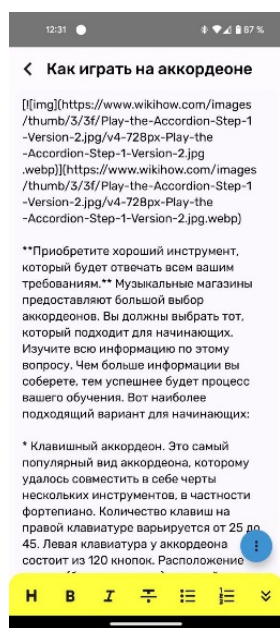 12:31
87 %
Как играть на аккордеоне
[![img](https://www.wikihow.com/images
/thumb/3/3f/Play-the-Accordion-Step-1
-Version-2.jpg/v4-728px-Play-the
-Accordion-Step-1-Version-2.jpg
.webp)](https://www.wikihow.com/images
/thumb/3/3f/Play-the-Accordion-Step-1
-Version-2.jpg/v4-728px-Play-the
-Accordion-Step-1-Version-2.jpg.webp)
**Приобретите хороший инструмент,
который будет отвечать всем вашим
требованиям.** Музыкальные магазины
предоставляют большой выбор
аккордеонов. Вы должны выбрать тот,
который подходит для начинающих.
Изучите всю информацию по этому
вопросу. Чем больше информации вы
соберете, тем успешнее будет процесс
вашего обучения. Вот наиболее
подходящий вариант для начинающих:
* Клавишный аккордеон. Это самый
популярный вид аккордеона, которому
удалось совместить в себе черты
нескольких инструментов, в частности
фортепиано. Количество клавиш на
правой клавиатуре варьируется от 25 до
45. Левая клавиатура у аккордеона
состоит из 120 кнопок. Расположение
H B I T